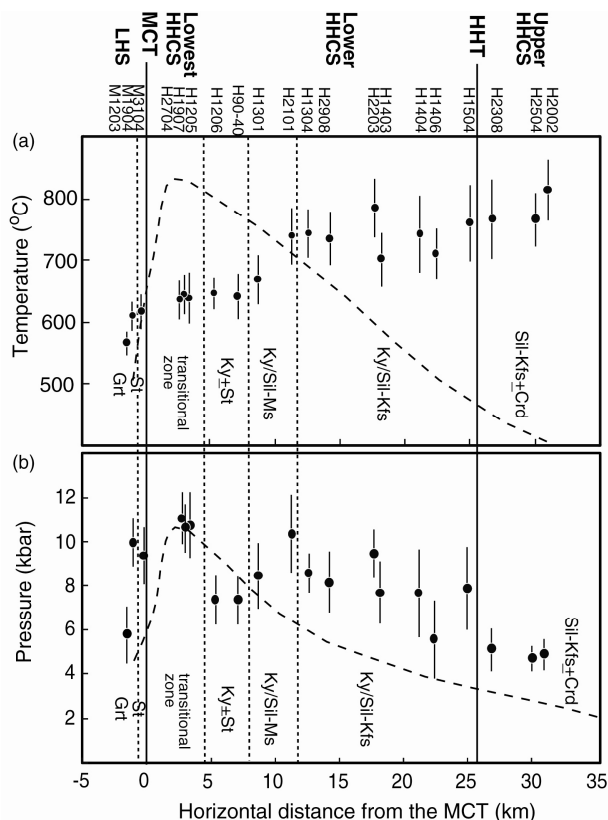 LHS
MCT
Lowest
HHCS
Lower
HHCS
HHT
Upper
HHCS
M1203
M1904
M3104
H2704
H1907
H1205
H1206
H90-40
H1301
H2101
H1304
H2908
H2203
H1403
H1404
H1406
H1504
H2308
H2504
H2002
(a)
Temperature (°C)
800
700
600
500
Grt
St
transitional
zone
Ky±St
Ky/Sil-Ms
Ky/Sil-Kfs
Sil-Kfs±Crd
(b)
Pressure (kbar)
12
10
8
6
4
2
Grt
St
transitional
zone
Ky±St
Ky/Sil-Ms
Ky/Sil-Kfs
Sil-Kfs±Crd
-5 0 5 10 15 20 25 30 35
Horizontal distance from the MCT (km)